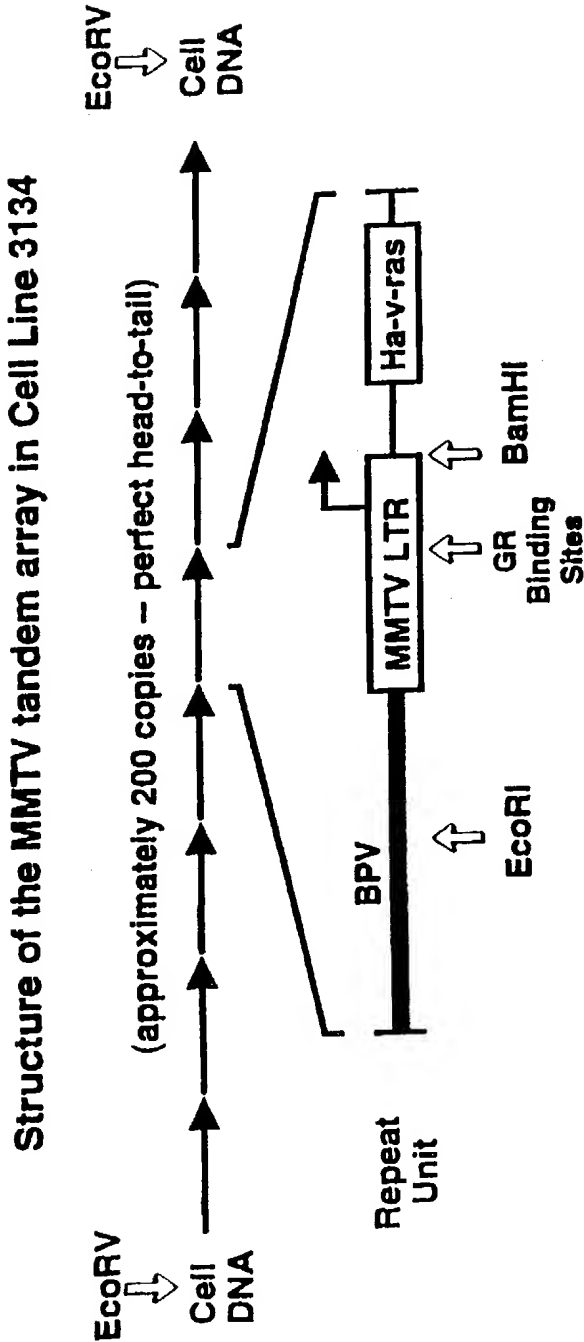 Structure of the MMTV tandem array in Cell Line 3134
EcoRV
Cell
DNA
(approximately 200 copies – perfect head-to-tail)
EcoRV
Cell
DNA
Repeat
Unit
BPV
MMTV LTR
Ha-v-ras
EcoRI
GR
Binding
Sites
BamHI